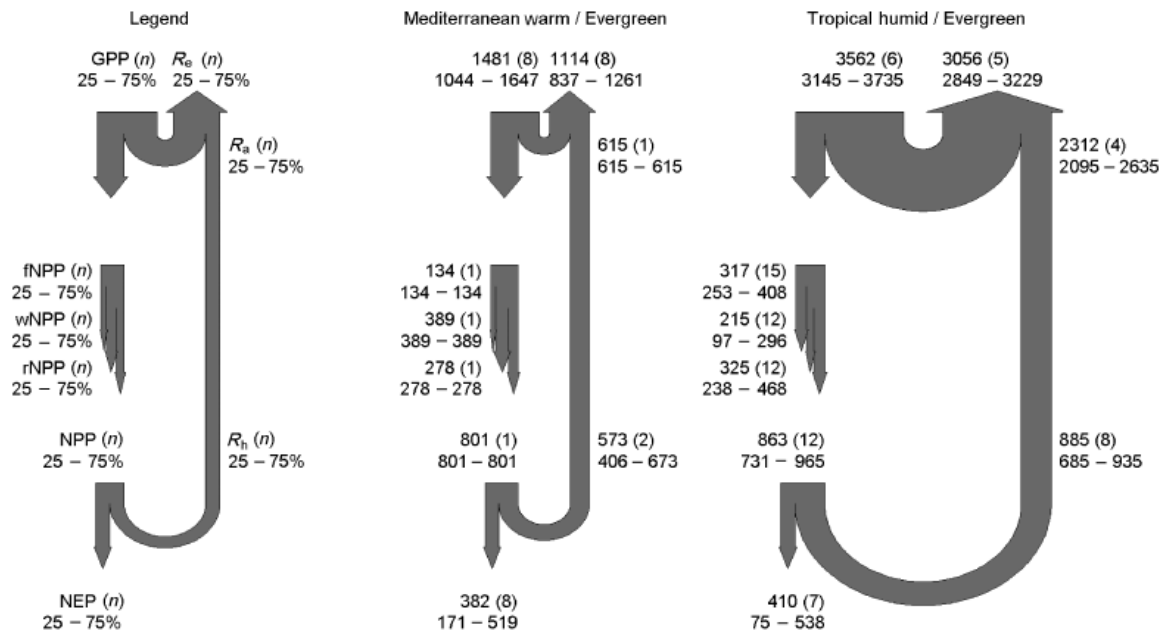 Legend
GPP (n) Re (n)
25 – 75% 25 – 75%
Ra (n)
25 – 75%
fNPP (n)
25 – 75%
wNPP (n)
25 – 75%
rNPP (n)
25 – 75%
NPP (n)
25 – 75%
Rh (n)
25 – 75%
NEP (n)
25 – 75%
Mediterranean warm / Evergreen
1481 (8) 1114 (8)
1044 – 1647 837 – 1261
615 (1)
615 – 615
134 (1)
134 – 134
389 (1)
389 – 389
278 (1)
278 – 278
801 (1)
801 – 801
573 (2)
406 – 673
382 (8)
171 – 519
Tropical humid / Evergreen
3562 (6) 3056 (5)
3145 – 3735 2849 – 3229
2312 (4)
2095 – 2635
317 (15)
253 – 408
215 (12)
97 – 296
325 (12)
238 – 468
863 (12)
731 – 965
885 (8)
685 – 935
410 (7)
75 – 538